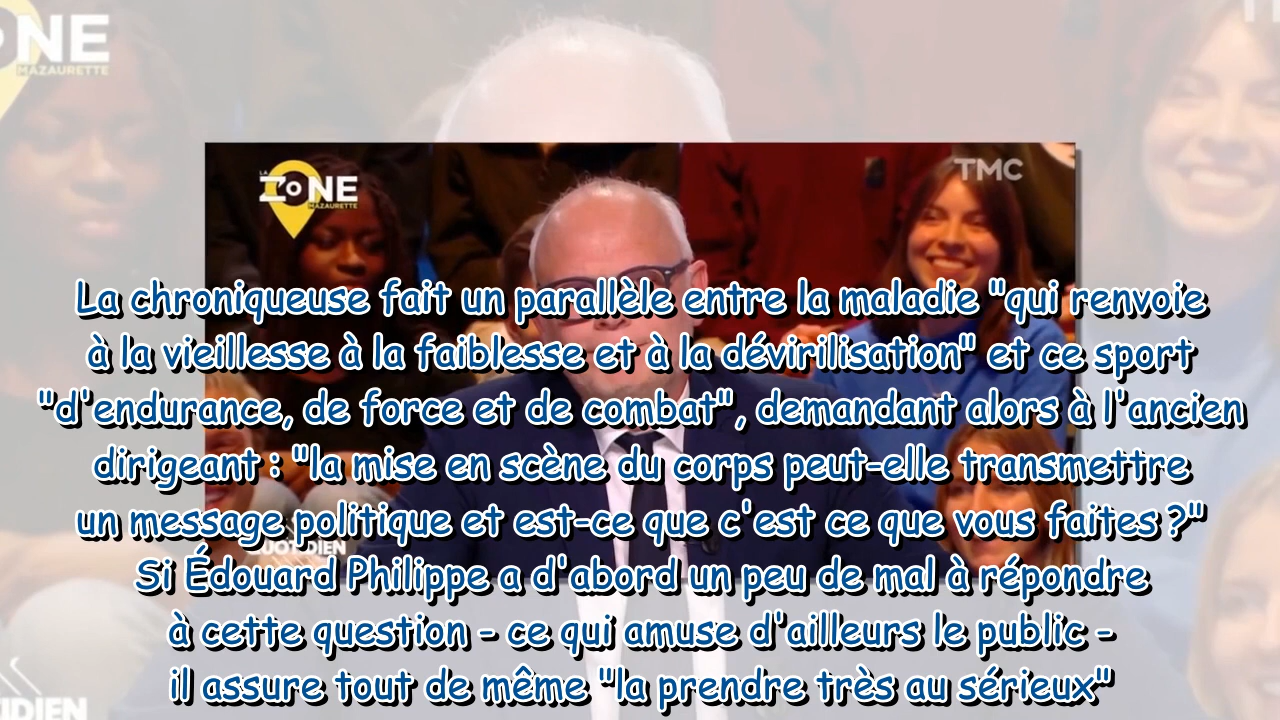 NE
MAZAURETTE
LA
ZONE
MAZAURETTE
TMC
La chroniqueuse fait un parallèle entre la maladie "qui renvoie
à la vieillesse à la faiblesse et à la dévirilisation" et ce sport
"d'endurance, de force et de combat", demandant alors à l'ancien
dirigeant : "la mise en scène du corps peut-elle transmettre
un message politique et est-ce que c'est ce que vous faites ?"
QUOTIDIEN
Si Édouard Philippe a d'abord un peu de mal à répondre
à cette question - ce qui amuse d'ailleurs le public -
il assure tout de même "la prendre très au sérieux"
IDIEN